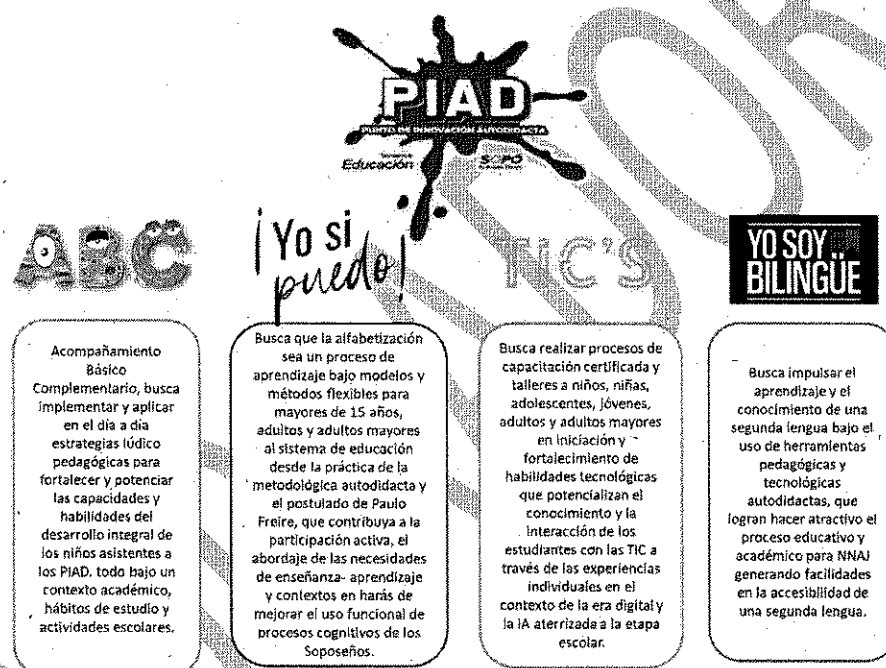 PIAD
PUNTO DE INNOVACIÓN AUTODIDACTA
Educación
SOPÓ
ABC
¡Yo si
puedo!
TIC'S
YO SOY
BILINGÜE
Acompañamiento
Básico
Complementario, busca
implementar y aplicar
en el día a día
estrategias lúdico
pedagógicas para
fortalecer y potenciar
las capacidades y
habilidades del
desarrollo integral de
los niños asistentes a
los PIAD. todo bajo un
contexto académico,
hábitos de estudio y
actividades escolares.
Busca que la alfabetización
sea un proceso de
aprendizaje bajo modelos y
métodos flexibles para
mayores de 15 años,
adultos y adultos mayores
al sistema de educación
desde la práctica de la
metodológica autodidacta y
el postulado de Paulo
Freire, que contribuya a la
participación activa, el
abordaje de las necesidades
de enseñanza- aprendizaje
y contextos en harás de
mejorar el uso funcional de
procesos cognitivos de los
Soposeños.
Busca realizar procesos de
capacitación certificada y
talleres a niños, niñas,
adolescentes, jóvenes,
adultos y adultos mayores
en iniciación y
fortalecimiento de
habilidades tecnológicas
que potencializan el
conocimiento y la
interacción de los
estudiantes con las TIC a
través de las experiencias
individuales en el
contexto de la era digital y
la IA aterrizada a la etapa
escolar.
Busca impulsar el
aprendizaje y el
conocimiento de una
segunda lengua bajo el
uso de herramientas
pedagógicas y
tecnológicas
autodidactas, que
logran hacer atractivo el
proceso educativo y
académico para NNAJ
generando facilidades
en la accesibilidad de
una segunda lengua.